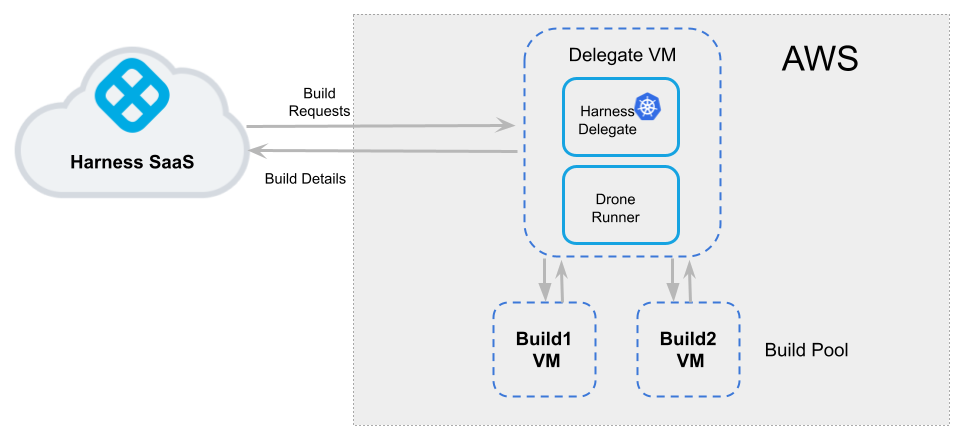 AWS
Delegate VM
Harness
Delegate
Drone
Runner
Build
Requests
Harness SaaS
Build Details
Build1
VM
Build2
VM
Build Pool